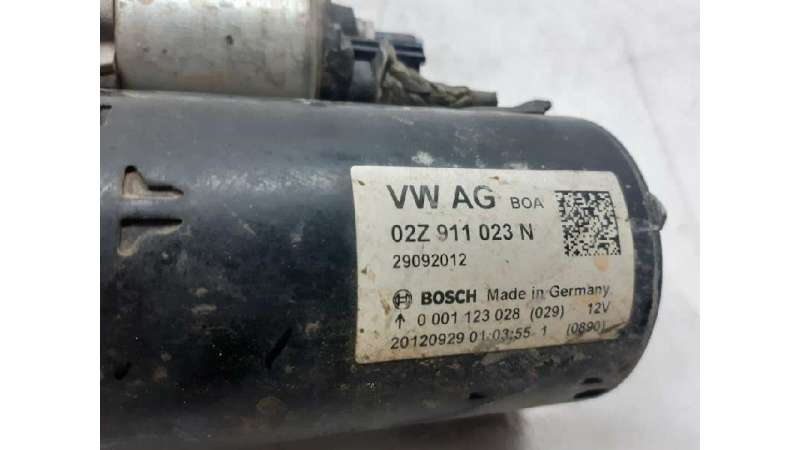 VW AG BOA
02Z 911 023 N
29092012
BOSCH Made in Germany.
↑ 0 001 123 028 (029) 12V
20120929 01:03:55 1 (0890)